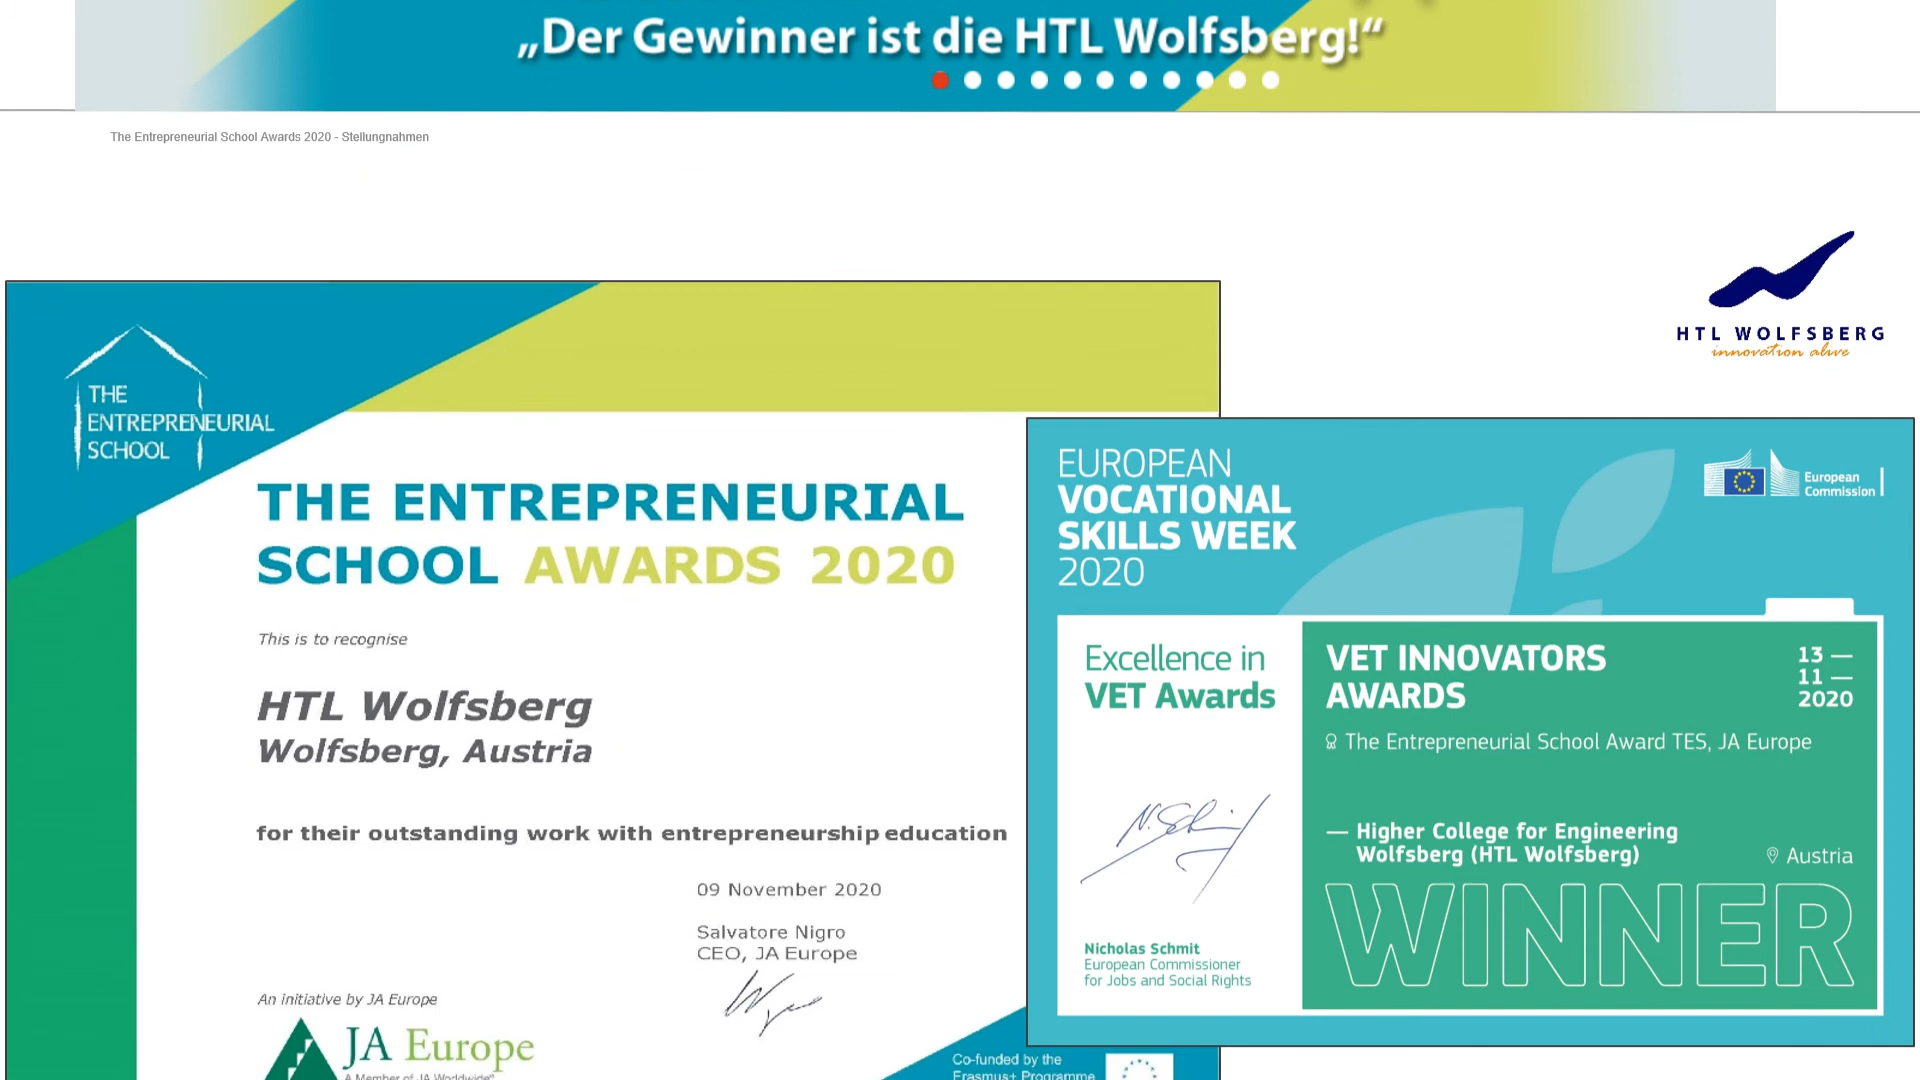 „Der Gewinner ist die HTL Wolfsberg!“
The Entrepreneurial School Awards 2020 - Stellungnahmen
HTL WOLFSBERG
innovation alive
THE
ENTREPRENEURIAL
SCHOOL
THE ENTREPRENEURIAL
SCHOOL AWARDS 2020
This is to recognise
HTL Wolfsberg
Wolfsberg, Austria
for their outstanding work with entrepreneurship education
09 November 2020
Salvatore Nigro
CEO, JA Europe
An initiative by JA Europe
JA Europe
A Member of JA Worldwide
Co-funded by the
Erasmus+ Programme
EUROPEAN
VOCATIONAL
SKILLS WEEK
2020
European
Commission
Excellence in
VET Awards
N. Schmit
Nicholas Schmit
European Commissioner
for Jobs and Social Rights
VET INNOVATORS
AWARDS
13 —
11 —
2020
The Entrepreneurial School Award TES, JA Europe
— Higher College for Engineering
Wolfsberg (HTL Wolfsberg)
Austria
WINNER